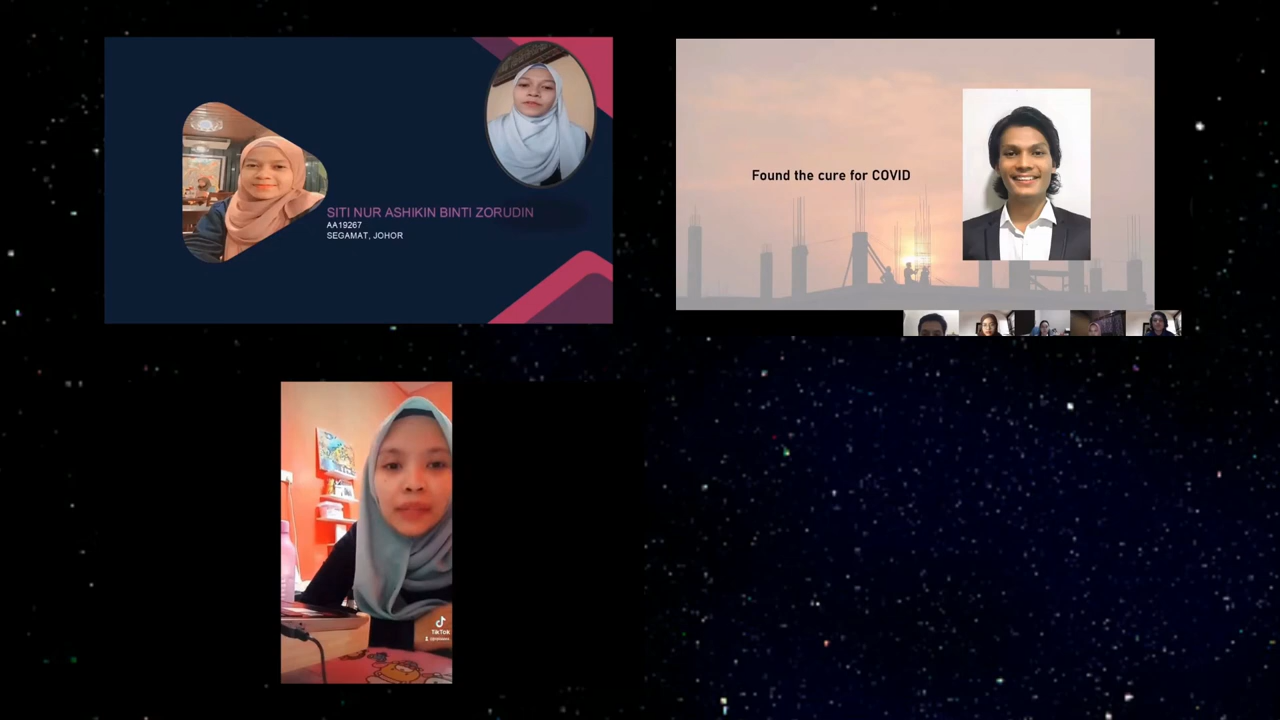 SITI NUR ASHIKIN BINTI ZORUDIN
AA19267
SEGAMAT, JOHOR
Found the cure for COVID
TikTok